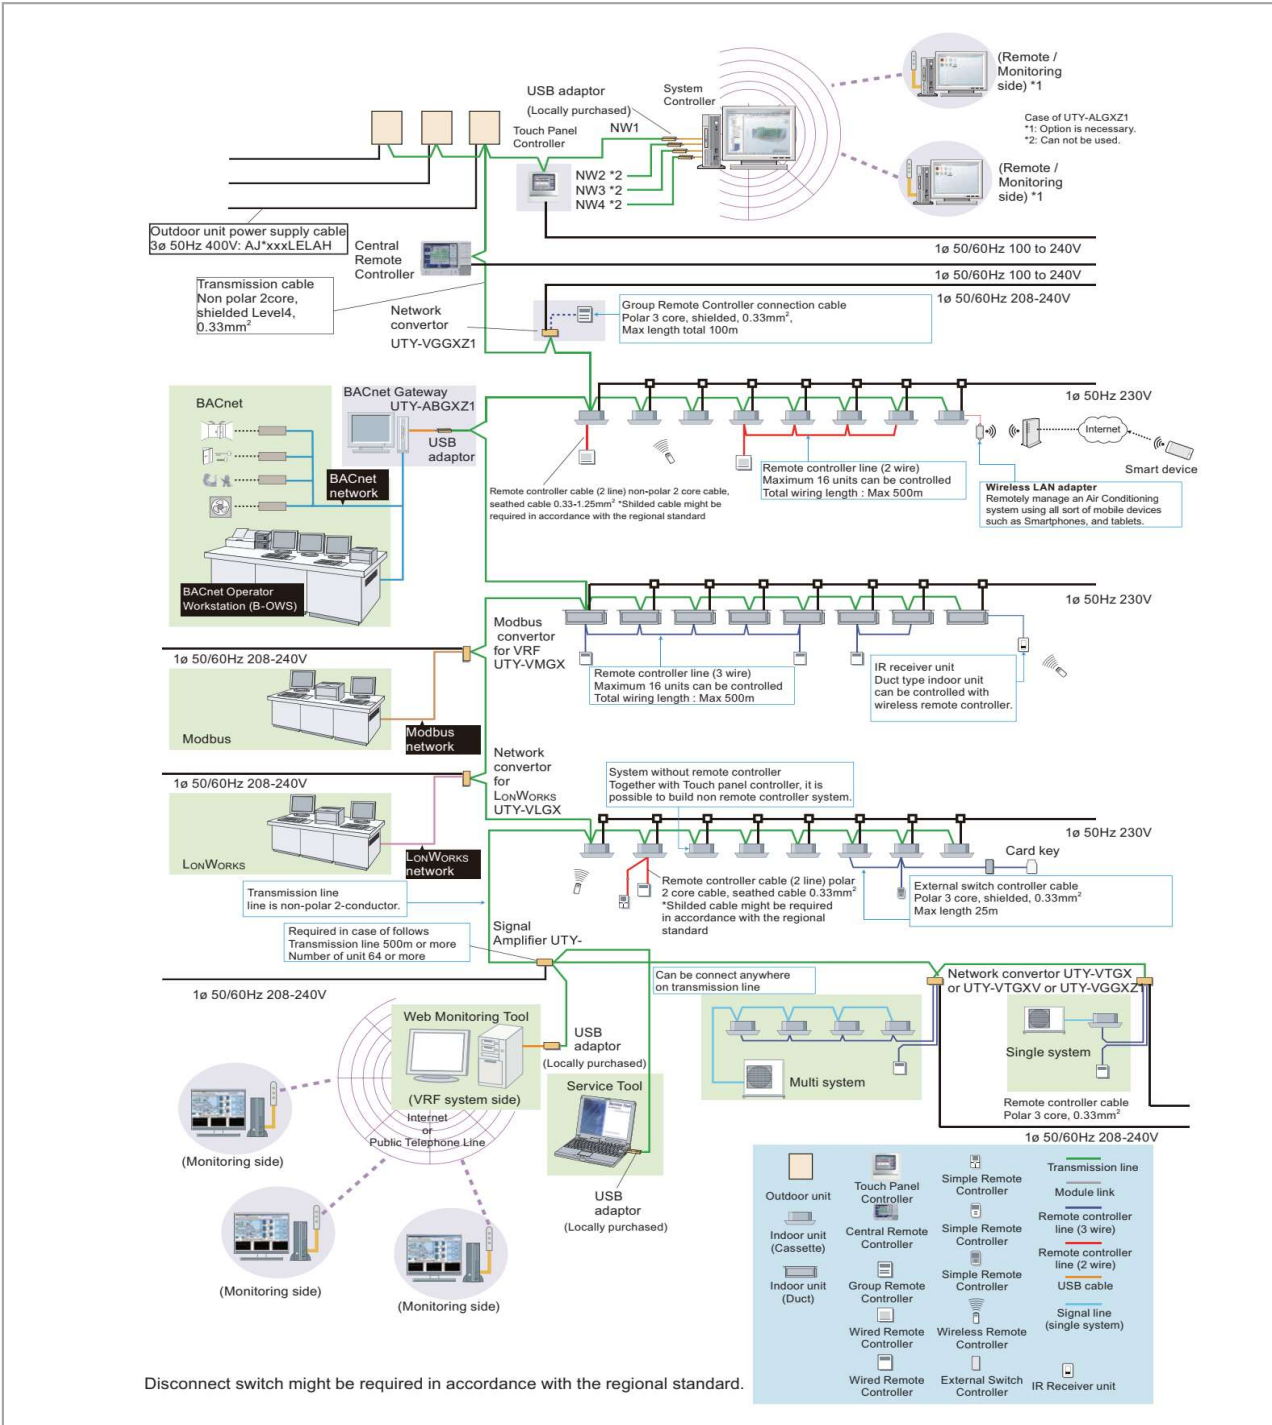 USB adaptor
(Locally purchased)
System
Controller
NW1
Touch Panel
Controller
NW2 *2
NW3 *2
NW4 *2
(Remote /
Monitoring
side) *1
Case of UTY-ALGXZ1
*1: Option is necessary.
*2: Can not be used.
(Remote /
Monitoring
side) *1
Outdoor unit power supply cable
3ø 50Hz 400V: AJ*xxxLELAH
Central
Remote
Controller
1ø 50/60Hz 100 to 240V
1ø 50/60Hz 100 to 240V
1ø 50/60Hz 208-240V
Transmission cable
Non polar 2core,
shielded Level4,
0.33mm²
Network
convertor
UTY-VGGXZ1
Group Remote Controller connection cable
Polar 3 core, shielded, 0.33mm²,
Max length total 100m
BACnet
BACnet Gateway
UTY-ABGXZ1
USB
adaptor
BACnet
network
BACnet Operator
Workstation (B-OWS)
1ø 50Hz 230V
Internet
Smart device
Remote controller cable (2 line) non-polar 2 core cable,
seathed cable 0.33-1.25mm² *Shilded cable might be
required in accordance with the regional standard
Remote controller line (2 wire)
Maximum 16 units can be controlled
Total wiring length : Max 500m
Wireless LAN adapter
Remotely manage an Air Conditioning
system using all sort of mobile devices
such as Smartphones, and tablets.
1ø 50Hz 230V
Modbus
convertor
for VRF
UTY-VMGX
1ø 50/60Hz 208-240V
Modbus
Modbus
network
Remote controller line (3 wire)
Maximum 16 units can be controlled
Total wiring length : Max 500m
IR receiver unit
Duct type indoor unit
can be controlled with
wireless remote controller.
Network
convertor
for
LONWORKS
UTY-VLGX
1ø 50/60Hz 208-240V
LONWORKS
LONWORKS
network
System without remote controller
Together with Touch panel controller, it is
possible to build non remote controller system.
1ø 50Hz 230V
Card key
Remote controller cable (2 line) polar
2 core cable, seathed cable 0.33mm²
*Shilded cable might be required
in accordance with the regional
standard
External switch controller cable
Polar 3 core, shielded, 0.33mm²
Max length 25m
Transmission line
line is non-polar 2-conductor.
Required in case of follows
Transmission line 500m or more
Number of unit 64 or more
Signal
Amplifier UTY-
1ø 50/60Hz 208-240V
Can be connect anywhere
on transmission line
Network convertor UTY-VTGX
or UTY-VTGXV or UTY-VGGXZ1
Web Monitoring Tool
(VRF system side)
USB
adaptor
(Locally purchased)
Multi system
Single system
Service Tool
Remote controller cable
Polar 3 core, 0.33mm²
1ø 50/60Hz 208-240V
Internet
or
Public Telephone Line
(Monitoring side)
(Monitoring side)
(Monitoring side)
USB
adaptor
(Locally purchased)
Outdoor unit
Indoor unit
(Cassette)
Indoor unit
(Duct)
Touch Panel
Controller
Central Remote
Controller
Group Remote
Controller
Wired Remote
Controller
Wired Remote
Controller
Simple Remote
Controller
Simple Remote
Controller
Simple Remote
Controller
Wireless Remote
Controller
External Switch
Controller
Transmission line
Module link
Remote controller
line (3 wire)
Remote controller
line (2 wire)
USB cable
Signal line
(single system)
IR Receiver unit
Disconnect switch might be required in accordance with the regional standard.